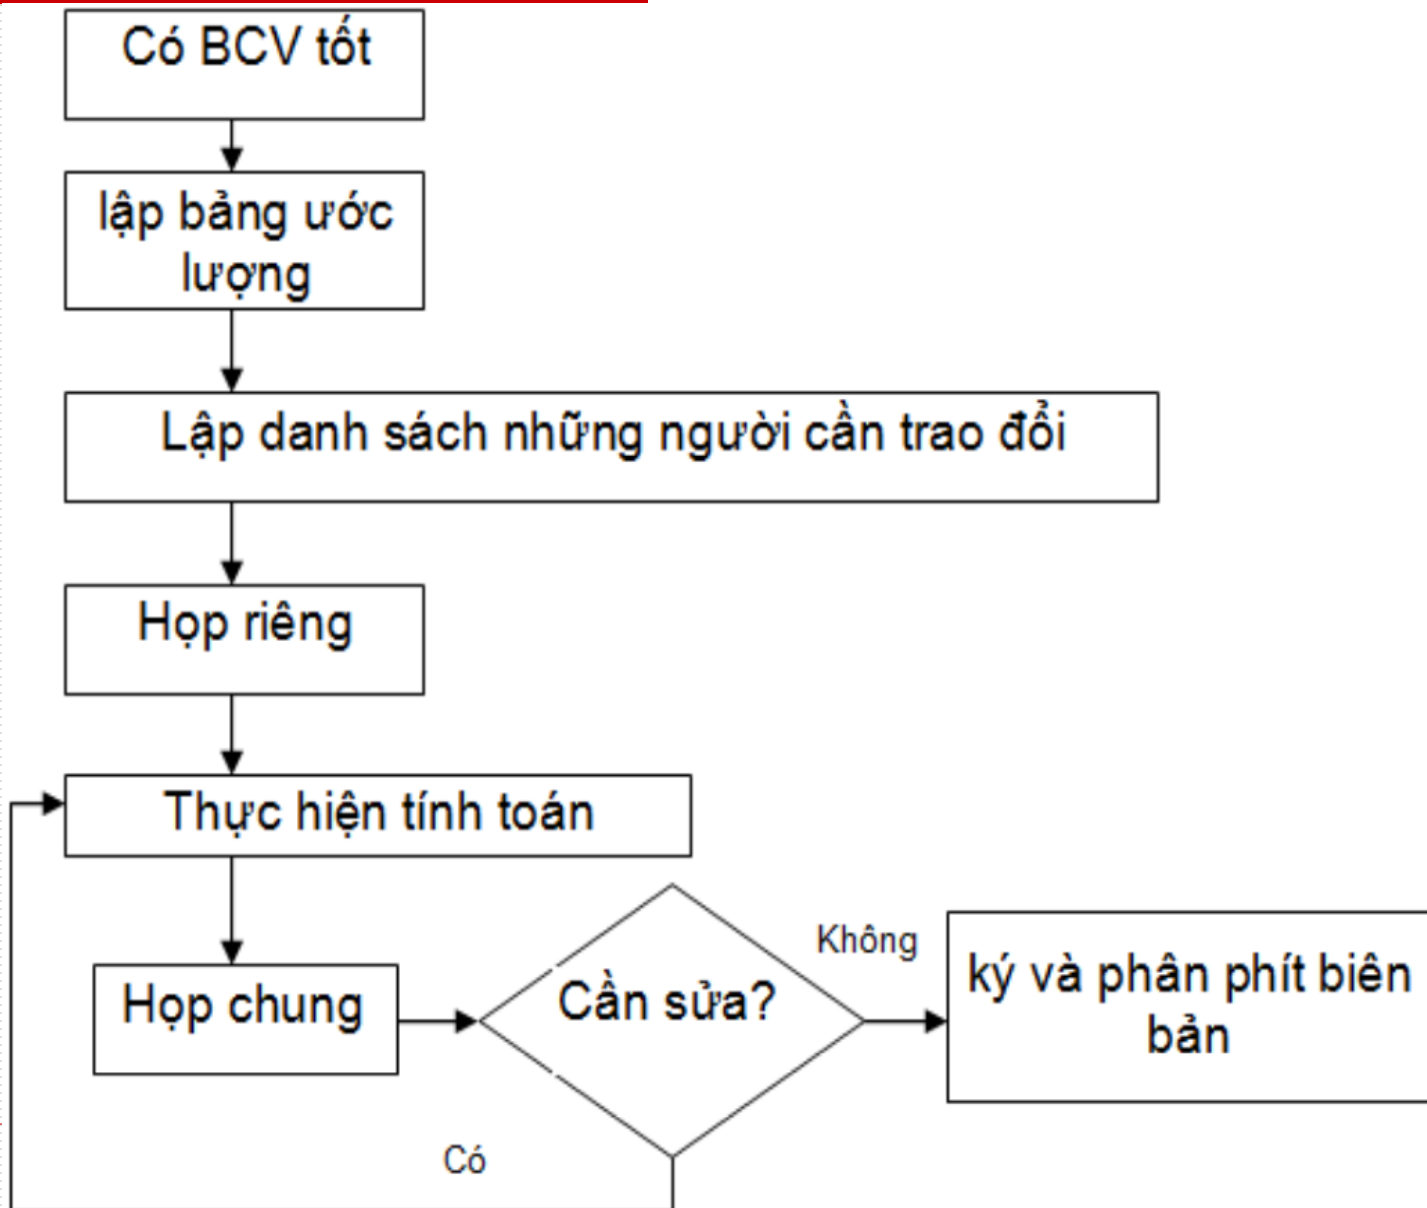 Có BCV tốt
lập bảng ước
lượng
Lập danh sách những người cần trao đổi
Họp riêng
Thực hiện tính toán
Họp chung
Cần sửa?
Không
ký và phân phít biên
bản
Có